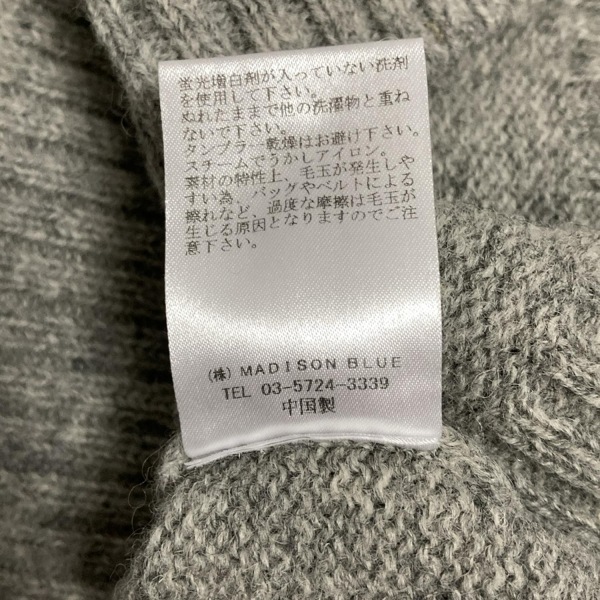 蛍光増白剤が入っていない洗剤
を使用して下さい。
ぬれたままで他の洗濯物と重ね
ないで下さい。
タンブラー乾燥はお避け下さい。
スチームでうかしアイロン。
素材の特性上、毛玉が発生しや
すい為、バッグやベルトによる
擦れなど、過度な摩擦は毛玉が
生じる原因となりますのでご注
意下さい。
(株) MADISON BLUE
TEL 03-5724-3339
中国製